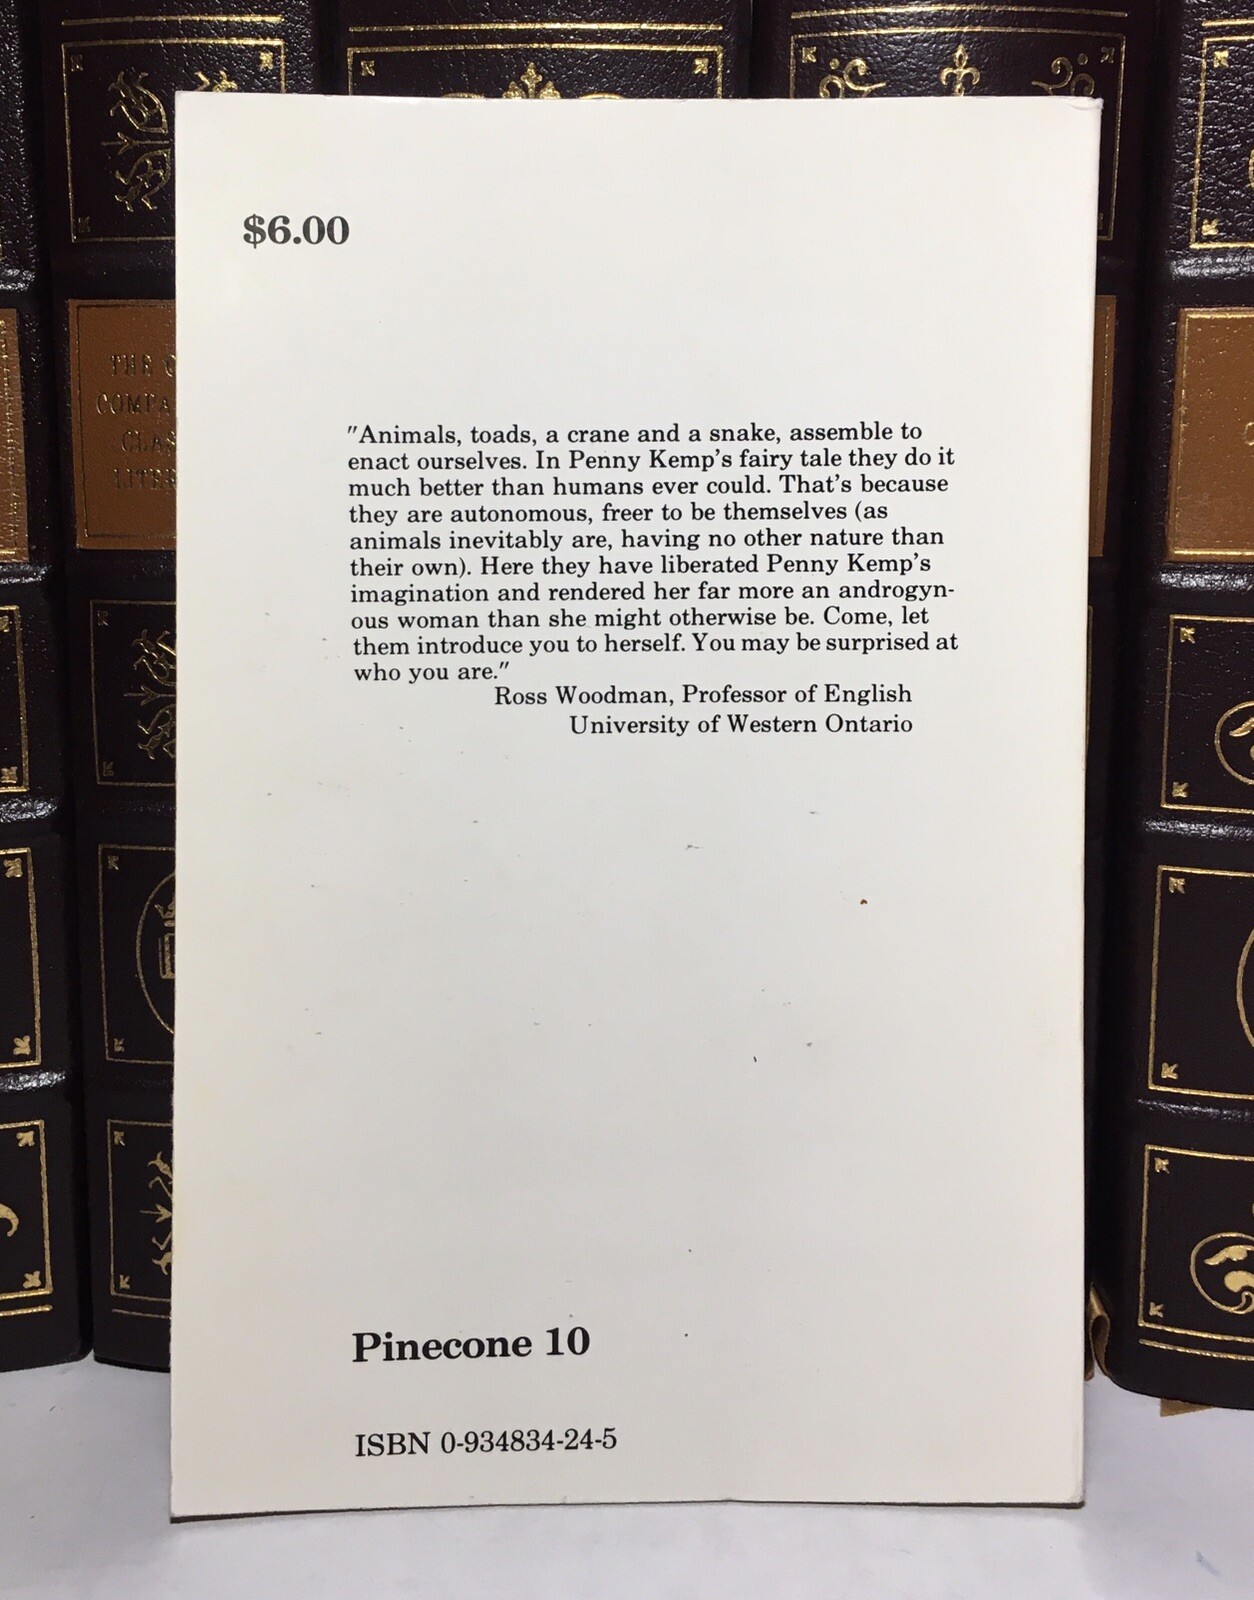 $6.00
"Animals, toads, a crane and a snake, assemble to
enact ourselves. In Penny Kemp's fairy tale they do it
much better than humans ever could. That's because
they are autonomous, freer to be themselves (as
animals inevitably are, having no other nature than
their own). Here they have liberated Penny Kemp's
imagination and rendered her far more an androgyn-
ous woman than she might otherwise be. Come, let
them introduce you to herself. You may be surprised at
who you are."
Ross Woodman, Professor of English
University of Western Ontario
Pinecone 10
ISBN 0-934834-24-5
THE